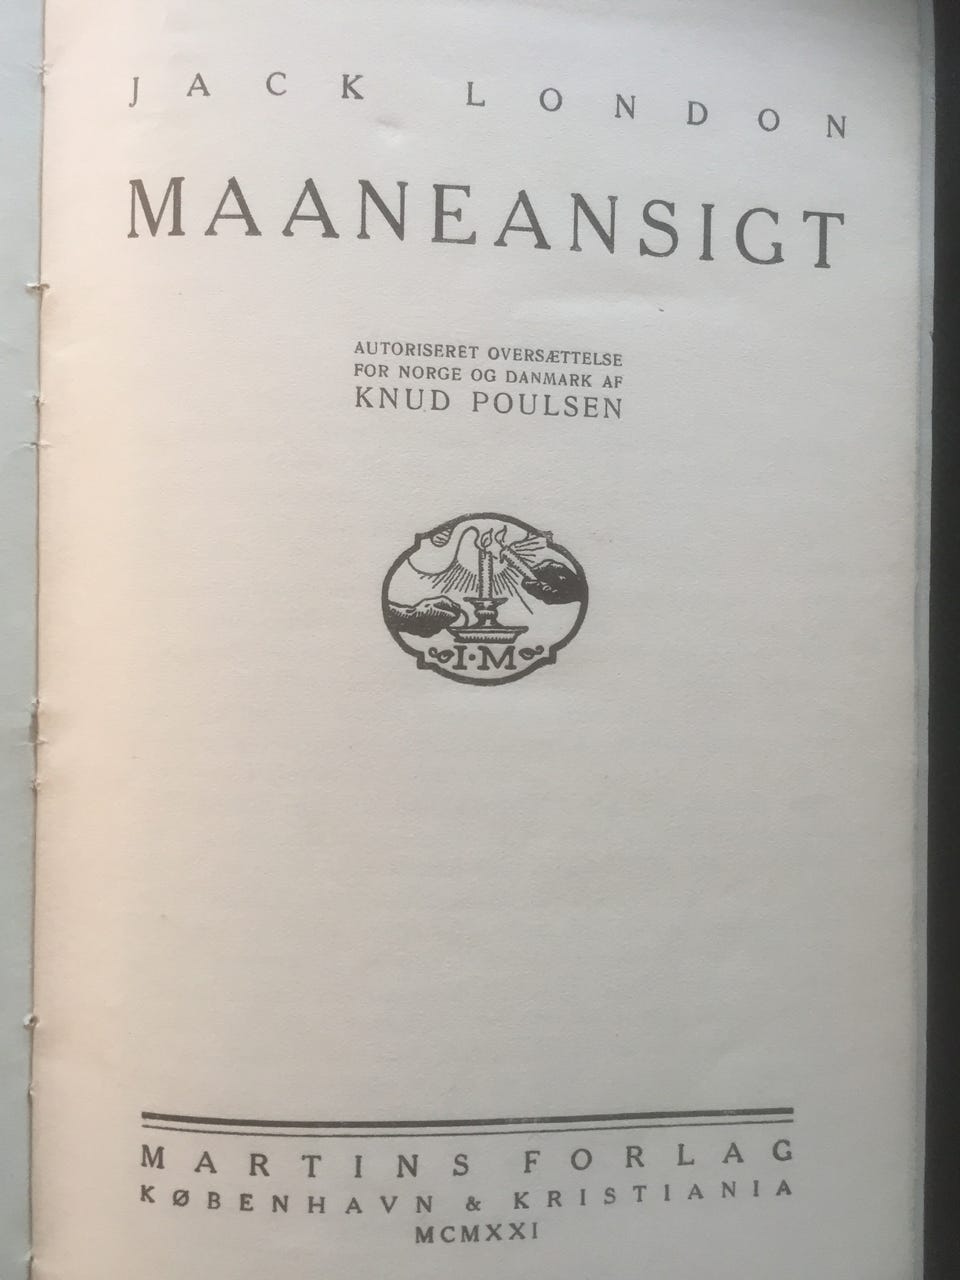 JACK LONDON
MAANEANSIGT
AUTORISERET OVERSÆTTELSE
FOR NORGE OG DANMARK AF
KNUD POULSEN
I·M
MARTINS FORLAG
KØBENHAVN & KRISTIANIA
MCMXXI